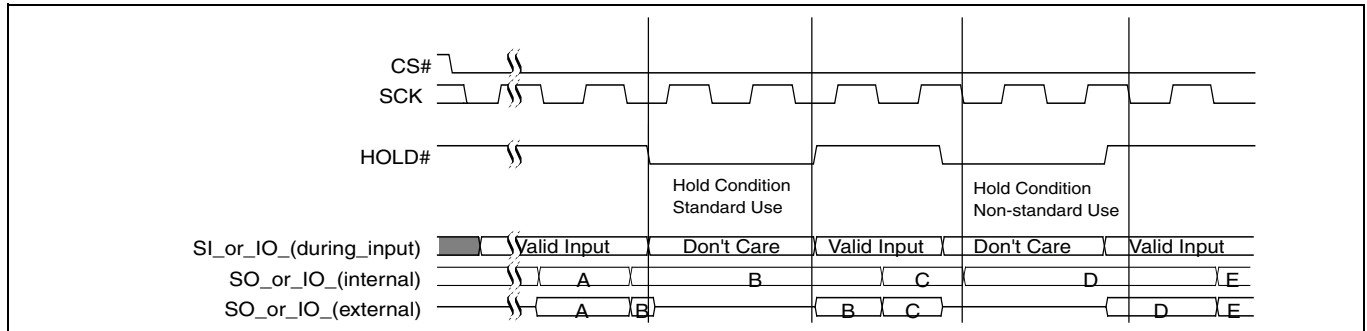 CS#
SCK
HOLD#
Hold Condition
Standard Use
Hold Condition
Non-standard Use
SI_or_IO_(during_input) Valid Input Don't Care Valid Input Don't Care Valid Input
SO_or_IO_(internal) A B C D E
SO_or_IO_(external) A B B C D E